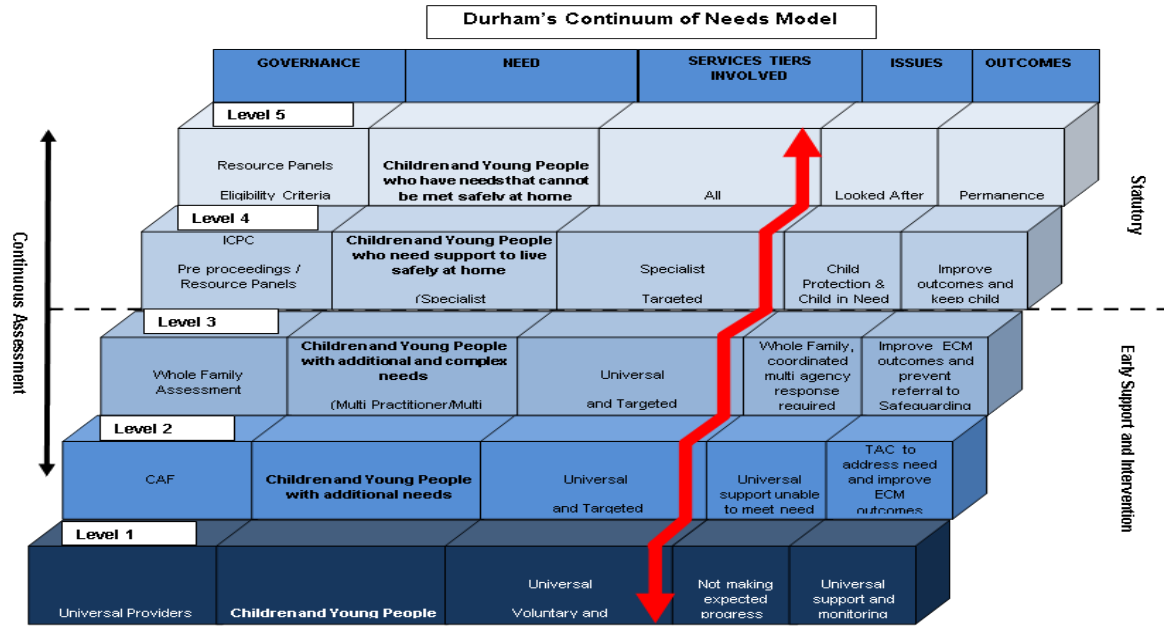 Durham's Continuum of Needs Model
GOVERNANCE
NEED
SERVICES TIERS
INVOLVED
ISSUES
OUTCOMES
Level 5
Resource Panels
Eligibility Criteria
Children and Young People
who have needs that cannot
be met safely at home
All
Looked After
Permanence
Level 4
ICPC
Pre proceedings /
Resource Panels
Children and Young People
who need support to live
safely at home
(Specialist
Specialist
Targeted
Child
Protection &
Child in Need
Improve
outcomes and
keep child
Level 3
Whole Family
Assessment
Children and Young People
with additional and complex
needs
(Multi Practitioner/Multi
Universal
and Targeted
Whole Family,
coordinated
multi agency
response
required
Improve ECM
outcomes and
prevent
referral to
Safeguarding
Level 2
CAF
Children and Young People
with additional needs
Universal
and Targeted
Universal
support unable
to meet need
TAC to
address need
and improve
ECM
outcomes
Level 1
Universal Providers
Children and Young People
Universal
Voluntary and
Not making
expected
progress
Universal
support and
monitoring
Continuous Assessment
Statutory
Early Support and Intervention